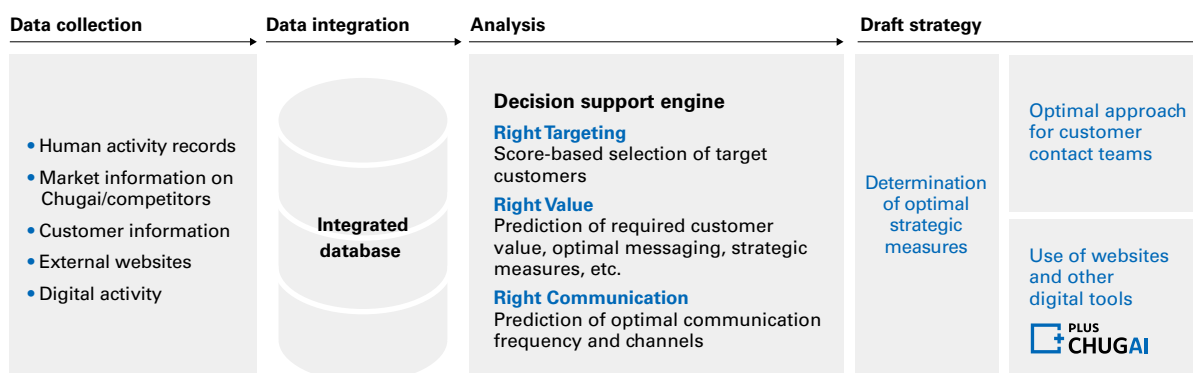 Data collection
Data integration
Analysis
Draft strategy
• Human activity records
• Market information on
Chugai/competitors
• Customer information
• External websites
• Digital activity
Integrated
database
Decision support engine
Right Targeting
Score-based selection of target
customers
Right Value
Prediction of required customer
value, optimal messaging, strategic
measures, etc.
Right Communication
Prediction of optimal communication
frequency and channels
Determination
of optimal
strategic
measures
Optimal approach
for customer
contact teams
Use of websites
and other
digital tools
PLUS
CHUGAI